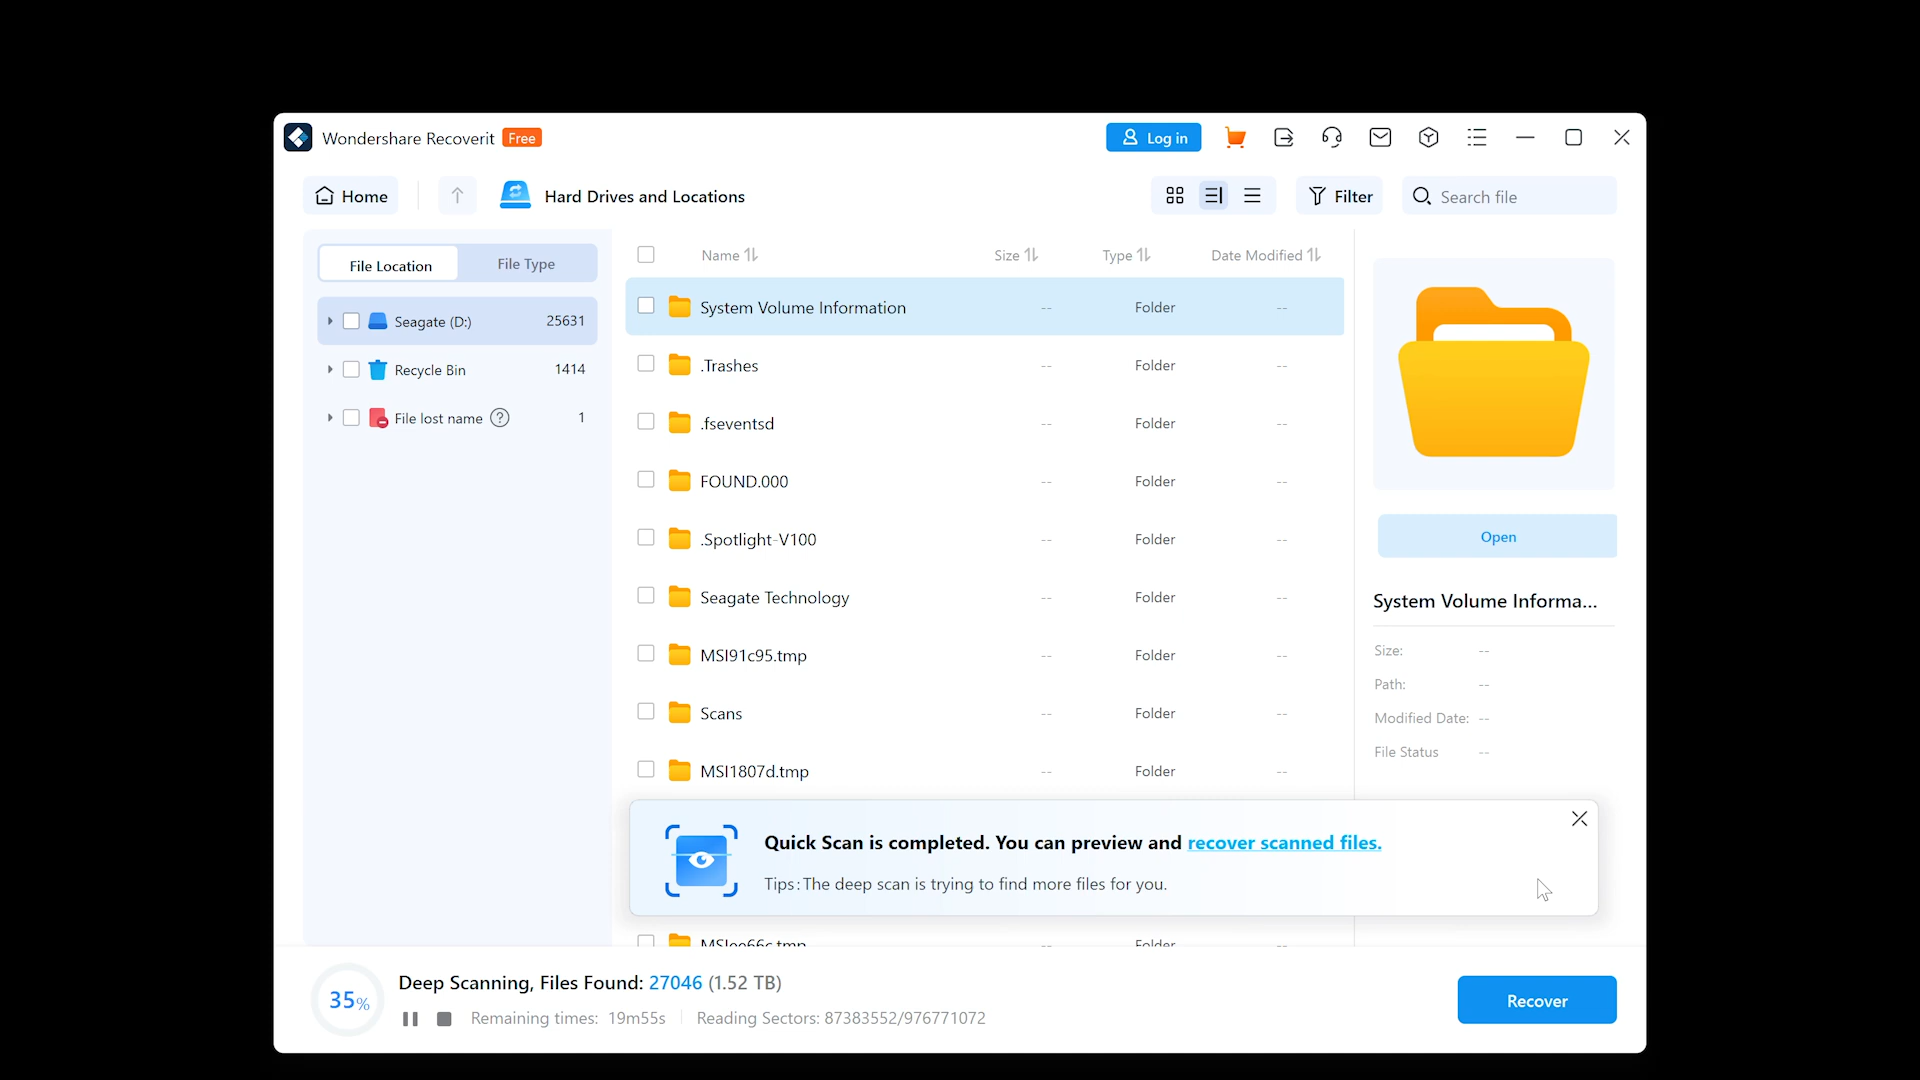 Wondershare Recoverit Free
Log in
Home
Hard Drives and Locations
Filter
Search file
File Location
File Type
Seagate (D:) 25631
Recycle Bin 1414
File lost name ? 1
Name Size Type Date Modified
System Volume Information -- Folder --
.Trashes -- Folder --
.fseventsd -- Folder --
FOUND.000 -- Folder --
.Spotlight-V100 -- Folder --
Seagate Technology -- Folder --
MSI91c95.tmp -- Folder --
Scans -- Folder --
MSI1807d.tmp -- Folder --
Open
System Volume Informa...
Size: --
Path: --
Modified Date: --
File Status --
Quick Scan is completed. You can preview and recover scanned files.
Tips: The deep scan is trying to find more files for you.
-- Folder --
35%
Deep Scanning, Files Found: 27046 (1.52 TB)
Remaining times: 19m55s
Reading Sectors: 87383552/976771072
Recover